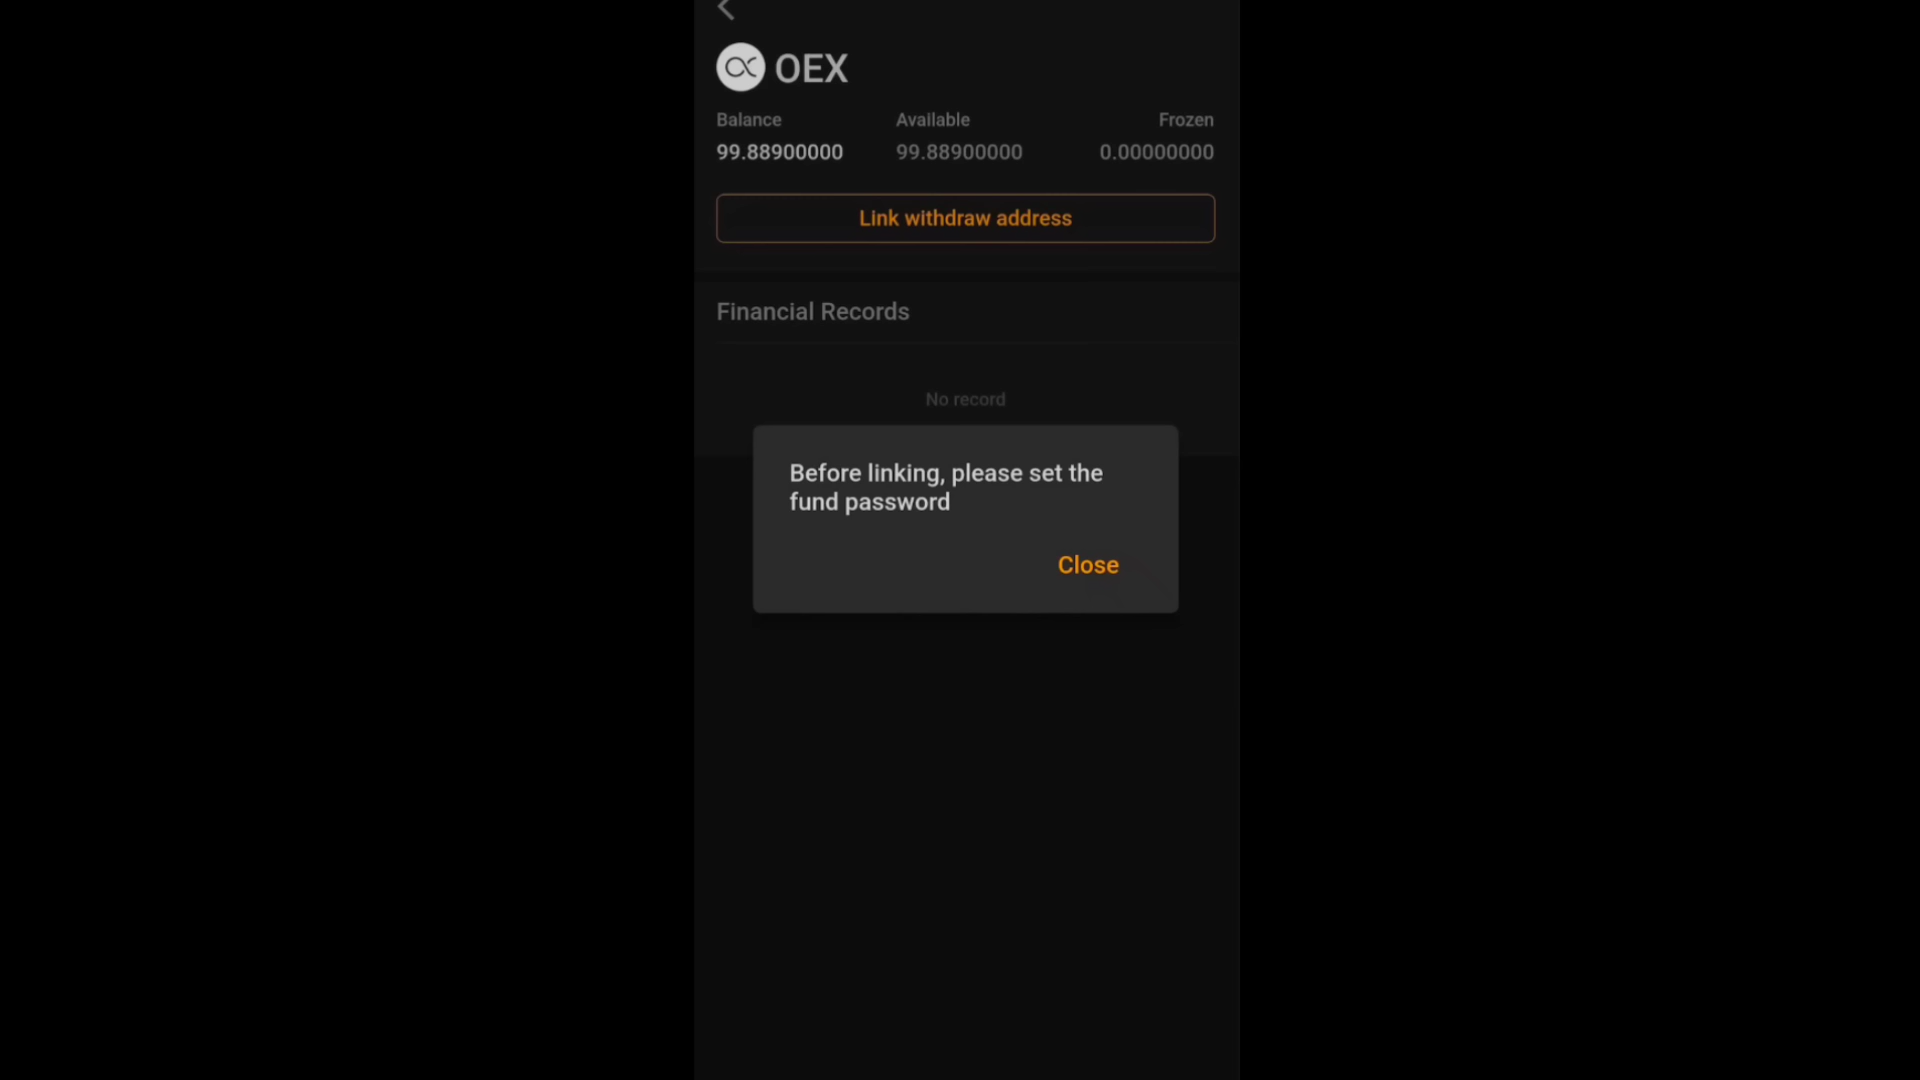 OEX
Balance Available Frozen
99.88900000 99.88900000 0.00000000
Link withdraw address
Financial Records
No record
Before linking, please set the
fund password
Close